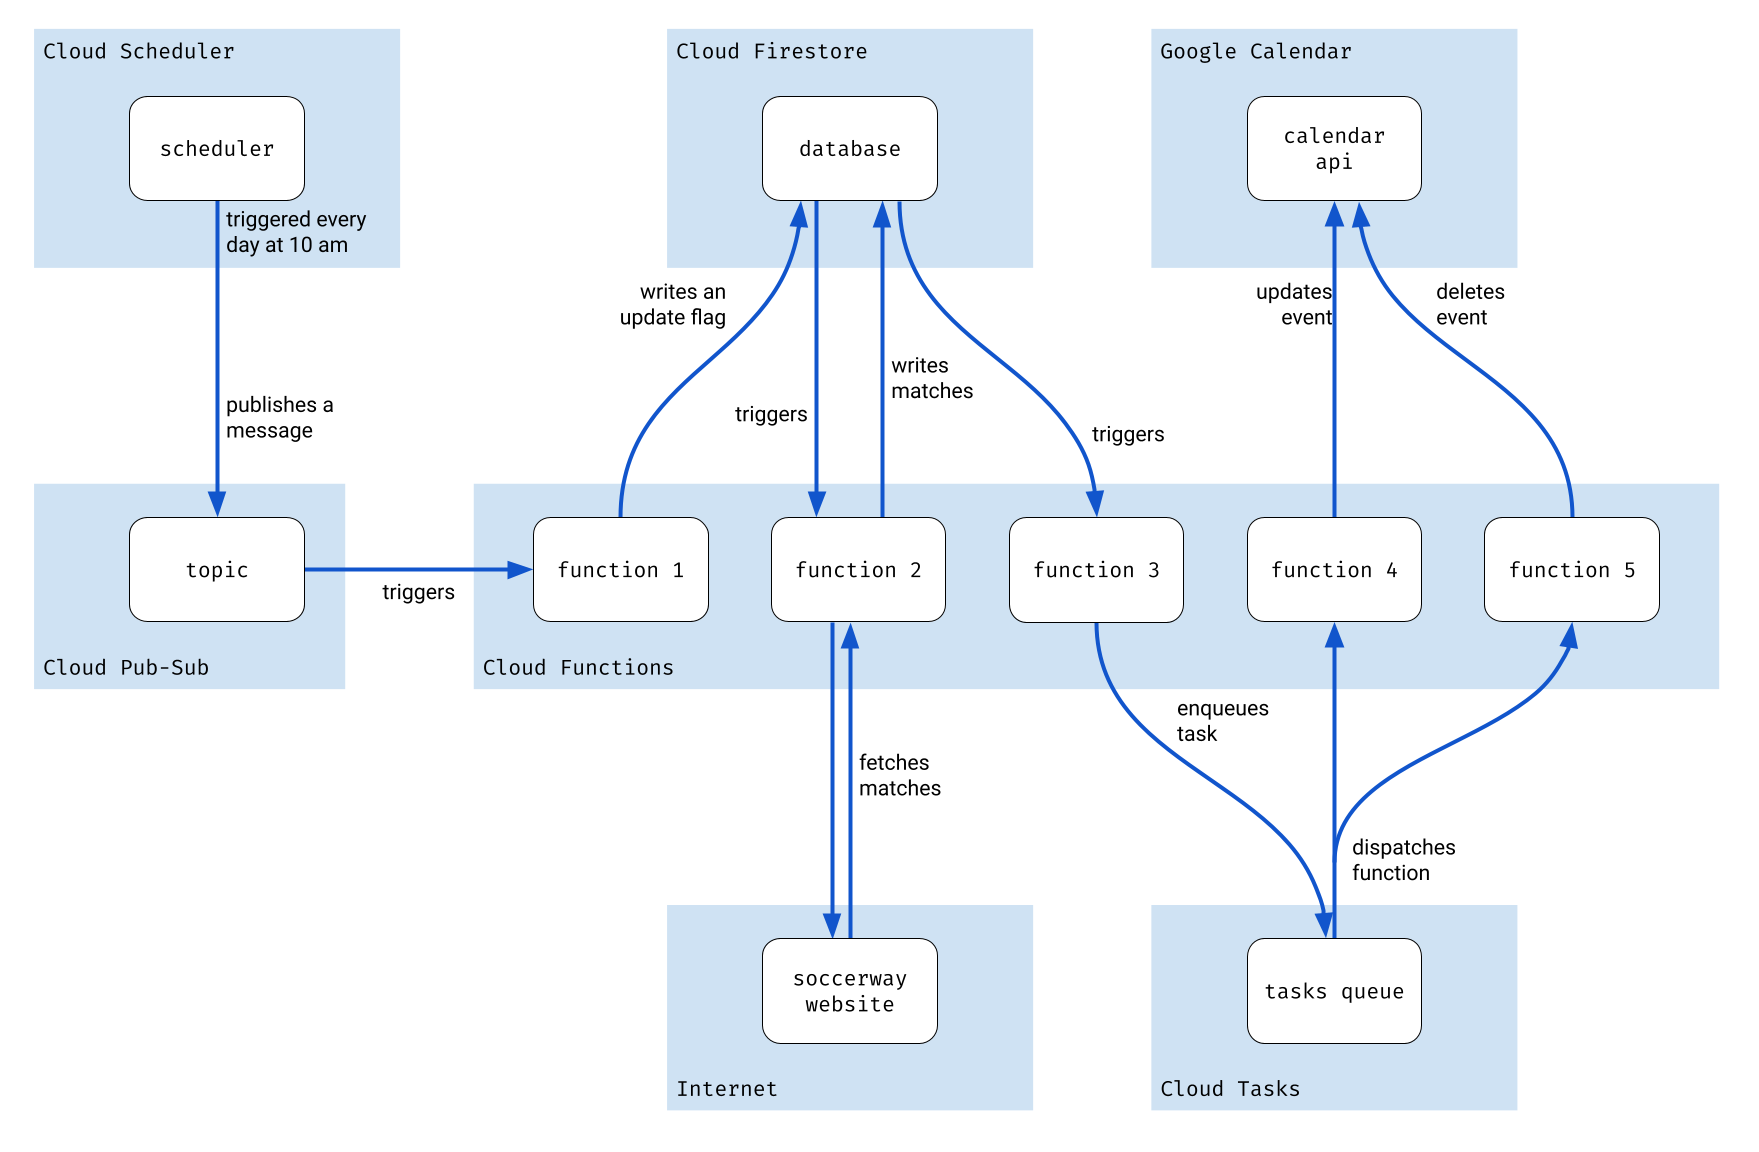 Cloud Scheduler
scheduler
triggered every
day at 10 am
publishes a
message
Cloud Firestore
database
Google Calendar
calendar
api
writes an
update flag
triggers
writes
matches
triggers
updates
event
deletes
event
topic
Cloud Pub-Sub
triggers
function 1
function 2
function 3
function 4
function 5
Cloud Functions
fetches
matches
enqueues
task
dispatches
function
soccerway
website
Internet
tasks queue
Cloud Tasks